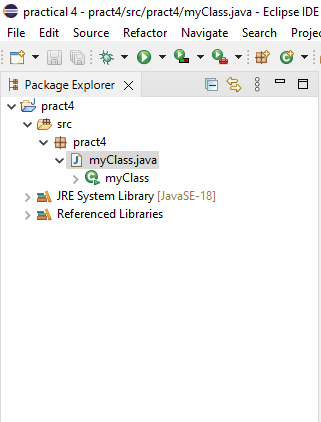 practical 4 - pract4/src/pract4/myClass.java - Eclipse IDE
File Edit Source Refactor Navigate Search
Package Explorer
pract4
src
pract4
myClass.java
myClass
JRE System Library [JavaSE-18]
Referenced Libraries